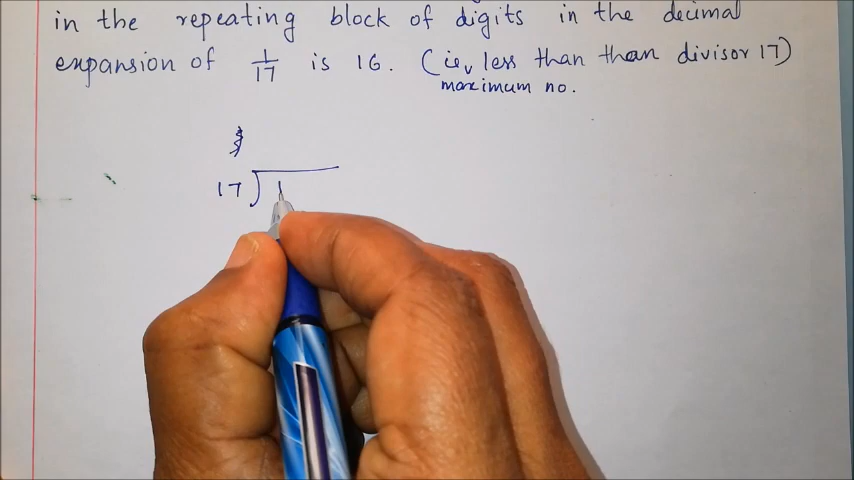 in the repeating block of digits in the decimal
expansion of 1/17 is 16. (ie, less than than divisor 17)
maximum no.
17 ) 1